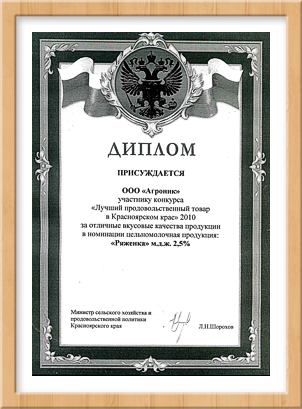 ДИПЛОМ
ПРИСУЖДАЕТСЯ
ООО «Агроник»
участнику конкурса
«Лучший продовольственный товар
в Красноярском крае» 2010
за отличные вкусовые качества продукции
в номинации цельномолочная продукция:
«Ряженка» м.д.ж. 2,5%
Министр сельского хозяйства и
продовольственной политики
Красноярского края
Л.Н.Шорохов